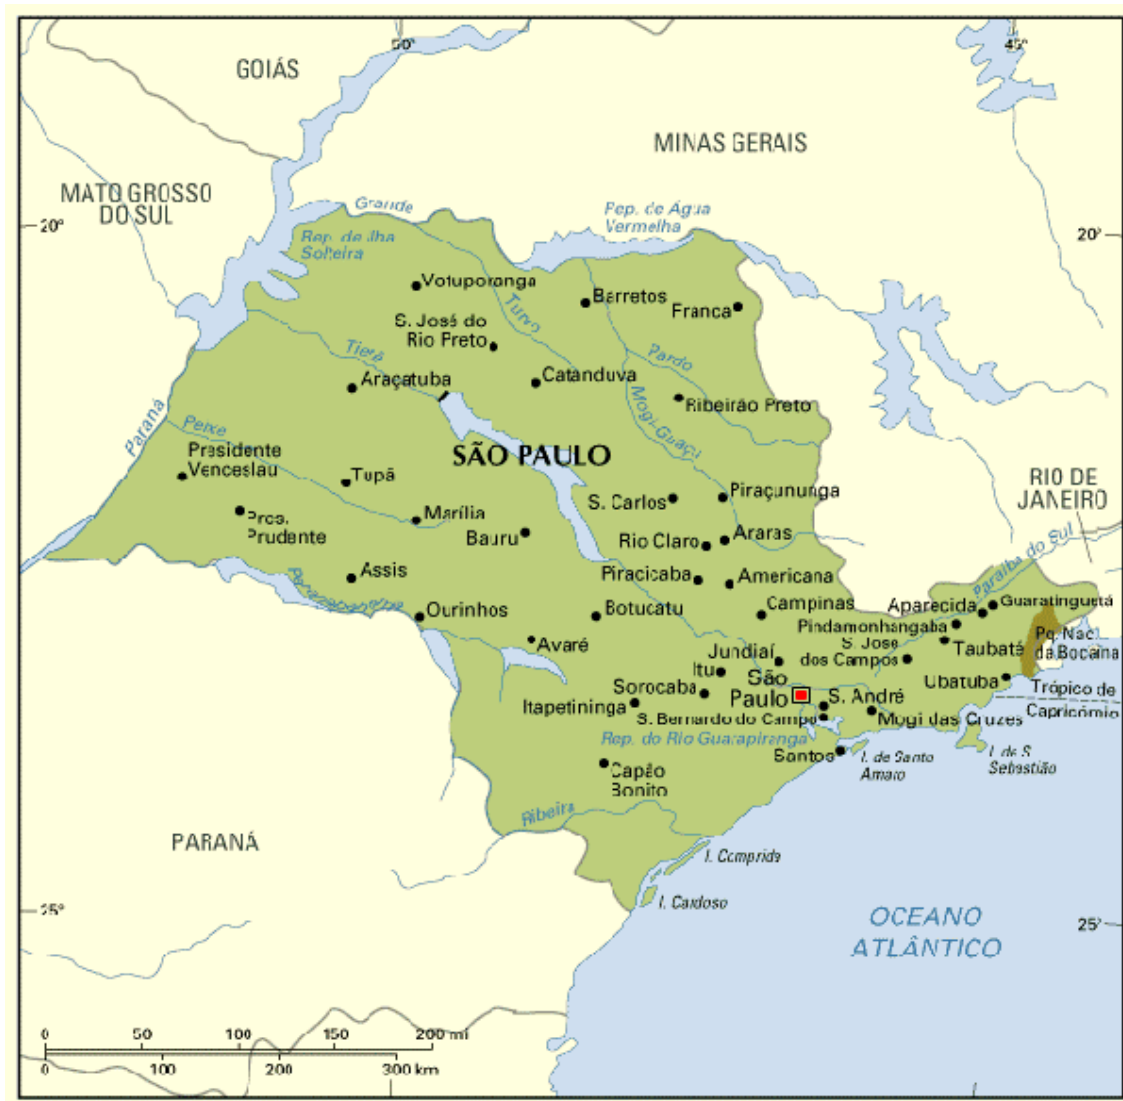 50°
45°
GOIÁS
MINAS GERAIS
MATO GROSSO
DO SUL
20°
Grande
Rep. de Água
Vermelha
20°
Rep. de Ilha
Solteira
Votuporanga
Barretos
Franca
Turvo
S. José do
Rio Preto
Tietê
Pardo
Araçatuba
Catanduva
Ribeirão Preto
Mogi-Guaçi
Paraná
Peixe
SÃO PAULO
Presidente
Venceslau
Tupã
RIO DE
JANEIRO
S. Carlos
Piraçununga
Pres.
Prudente
Marília
Bauru
Rio Claro
Araras
Paraíba do Sul
Assis
Piracicaba
Americana
Paranapanema
Ourinhos
Botucatu
Campinas
Aparecida
Guaratinguetá
Pindamonhangaba
Avaré
Jundiaí
S. José
dos Campos
Taubaté
Pq. Nac.
da Bocaina
Itu
São
Paulo
Ubatuba
Sorocaba
S. André
Trópico de
Capricórnio
Itapetininga
S. Bernardo do Campo
Mogi das Cruzes
Rep. do Rio Guarapiranga
Santos
I. de Santo
Amaro
I. de S.
Sebastião
Capão
Bonito
Ribeira
PARANÁ
I. Comprida
I. Cardoso
25°
OCEANO
ATLÂNTICO
25°
0 50 100 150 200 mi
0 100 200 300 km